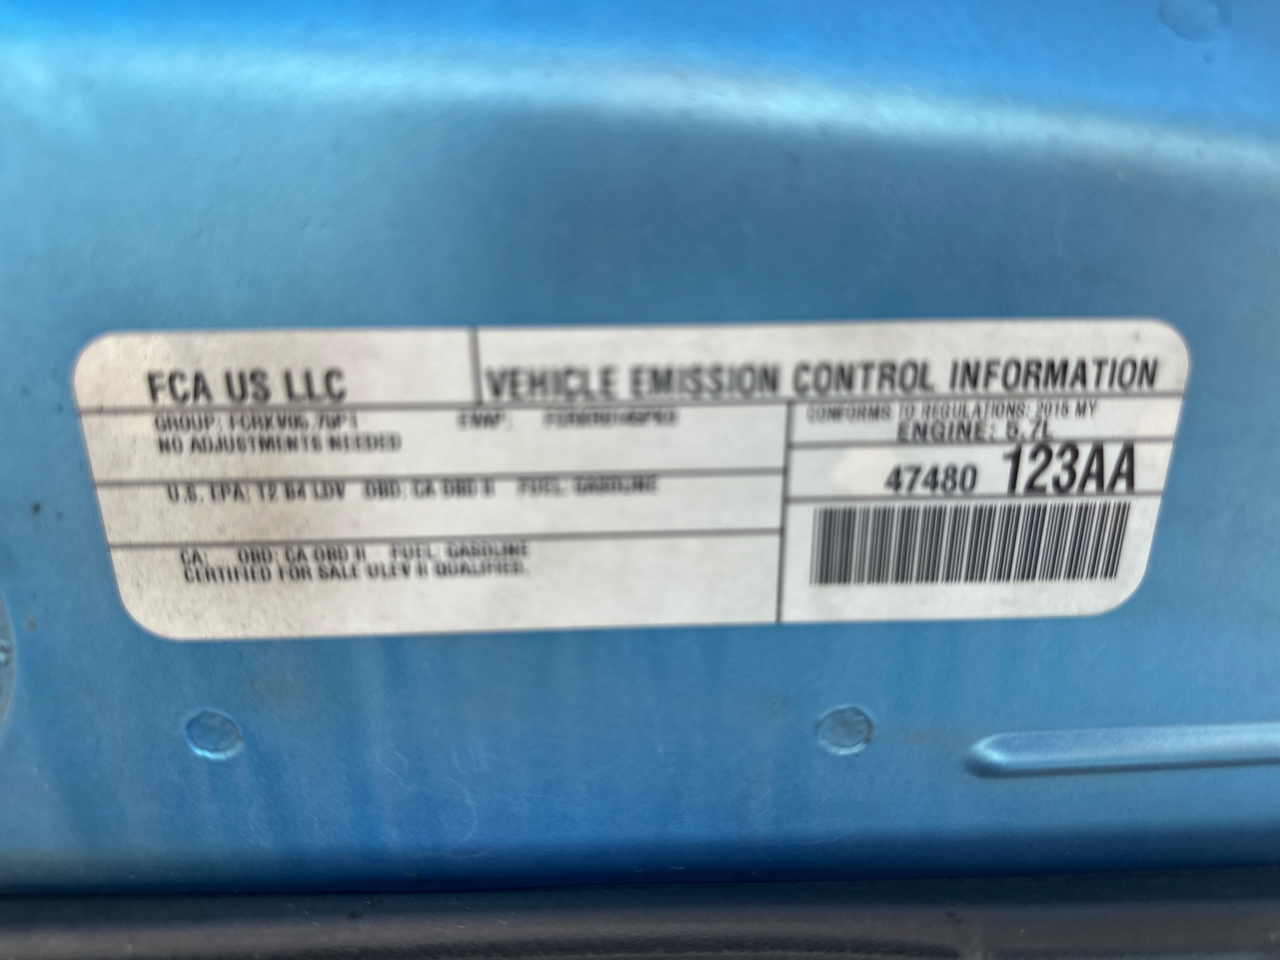 FCA US LLC
VEHICLE EMISSION CONTROL INFORMATION
GROUP:
NO ADJUSTMENTS NEEDED
EVAP:
CONFORMS TO REGULATIONS: 2015 MY
ENGINE: 5.7L
47480 123AA
U.S. EPA: T2 B4 LDV OBD: CA OBD II FUEL: GASOLINE
CA: OBD: CA OBD II FUEL: GASOLINE
CERTIFIED FOR SALE ULEV II QUALIFIED.